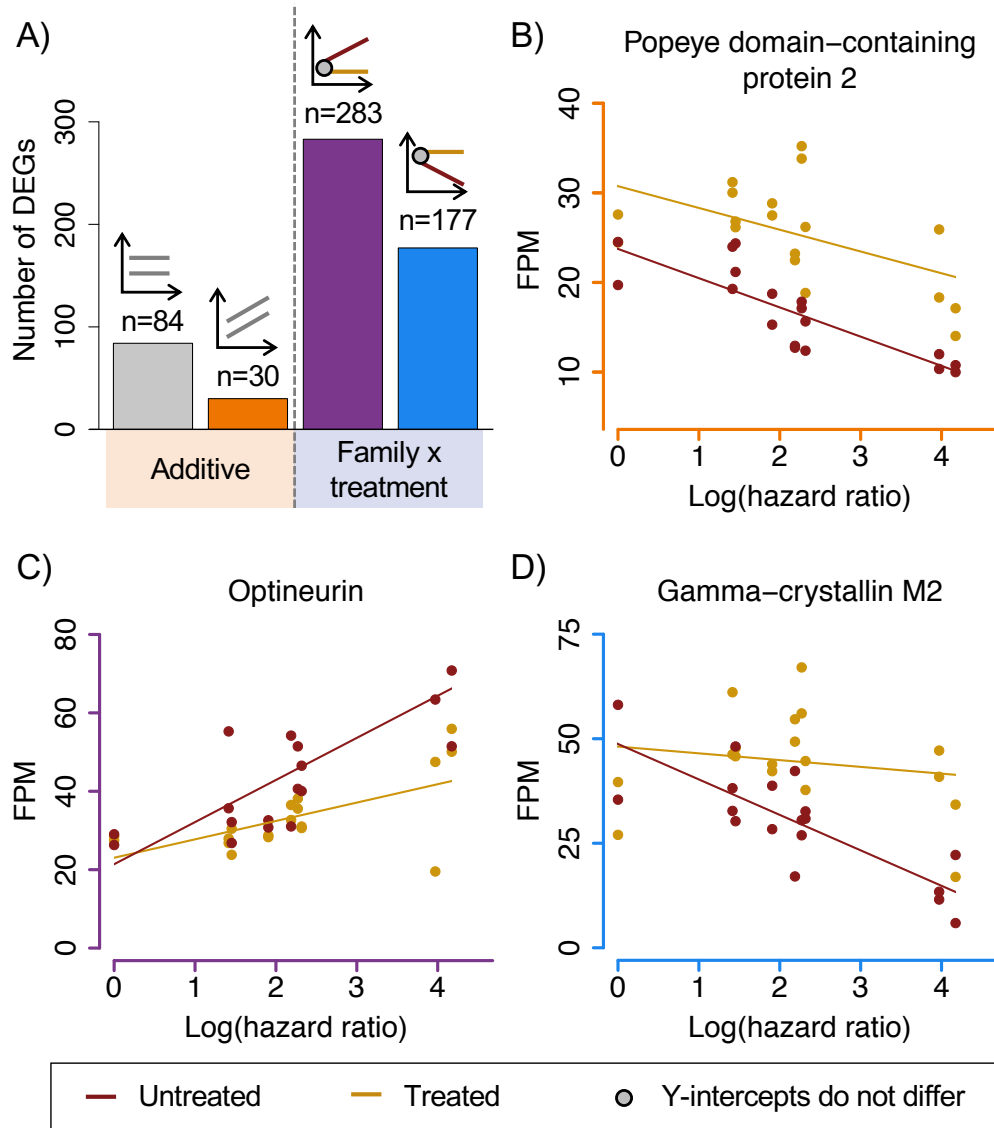 A)
Number of DEGs
0
100
200
300
n=84
n=30
n=283
n=177
Additive
Family x
treatment
B)
Popeye domain−containing
protein 2
FPM
10
20
30
40
0 1 2 3 4
Log(hazard ratio)
C)
Optineurin
FPM
0
20
40
60
80
0 1 2 3 4
Log(hazard ratio)
D)
Gamma−crystallin M2
FPM
0
25
50
75
0 1 2 3 4
Log(hazard ratio)
Untreated Treated Y-intercepts do not differ